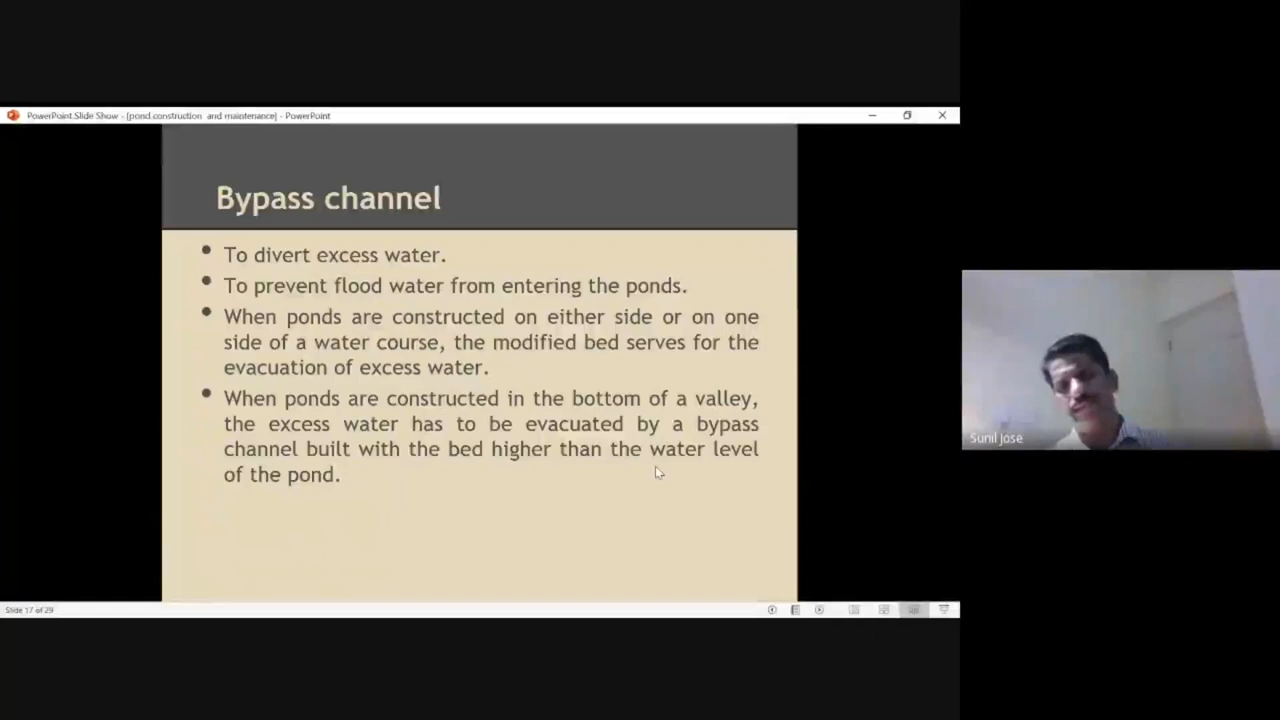 PowerPoint Slide Show - [pond construction and maintenance] - PowerPoint
Bypass channel
• To divert excess water.
• To prevent flood water from entering the ponds.
• When ponds are constructed on either side or on one
side of a water course, the modified bed serves for the
evacuation of excess water.
• When ponds are constructed in the bottom of a valley,
the excess water has to be evacuated by a bypass
channel built with the bed higher than the water level
of the pond.
Sunil Jose
Slide 17 of 29